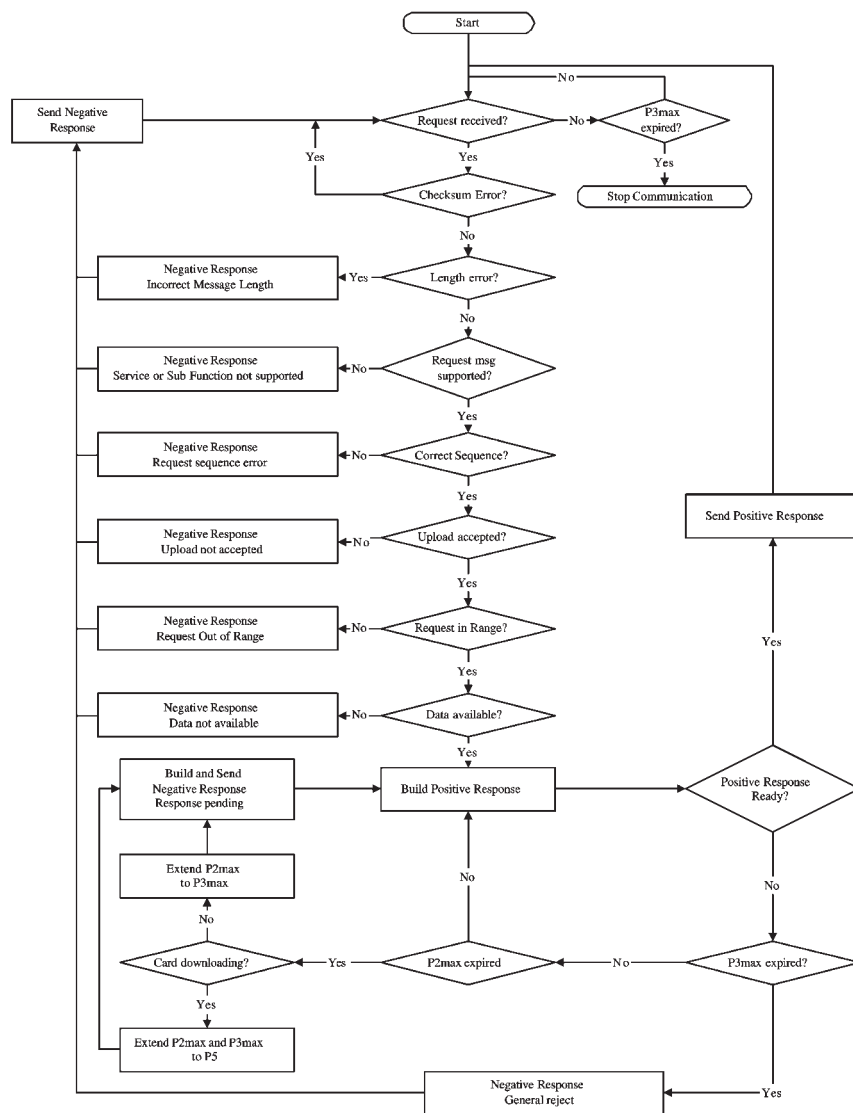 Start
No
Send Negative
Response
Request received?
No
P3max
expired?
Yes
Yes
Yes
Checksum Error?
Stop Communication
No
Negative Response
Incorrect Message Length
Yes
Length error?
No
Negative Response
Service or Sub Function not supported
No
Request msg
supported?
Yes
Negative Response
Request sequence error
No
Correct Sequence?
Yes
Send Positive Response
Negative Response
Upload not accepted
No
Upload accepted?
Yes
Negative Response
Request Out of Range
No
Request in Range?
Yes
Yes
Negative Response
Data not available
No
Data available?
Yes
Build and Send
Negative Response
Response pending
Build Positive Response
Positive Response
Ready?
Extend P2max
to P3max
No
No
No
Card downloading?
Yes
P2max expired
No
P3max expired?
Yes
Extend P2max and P3max
to P5
Negative Response
General reject
Yes